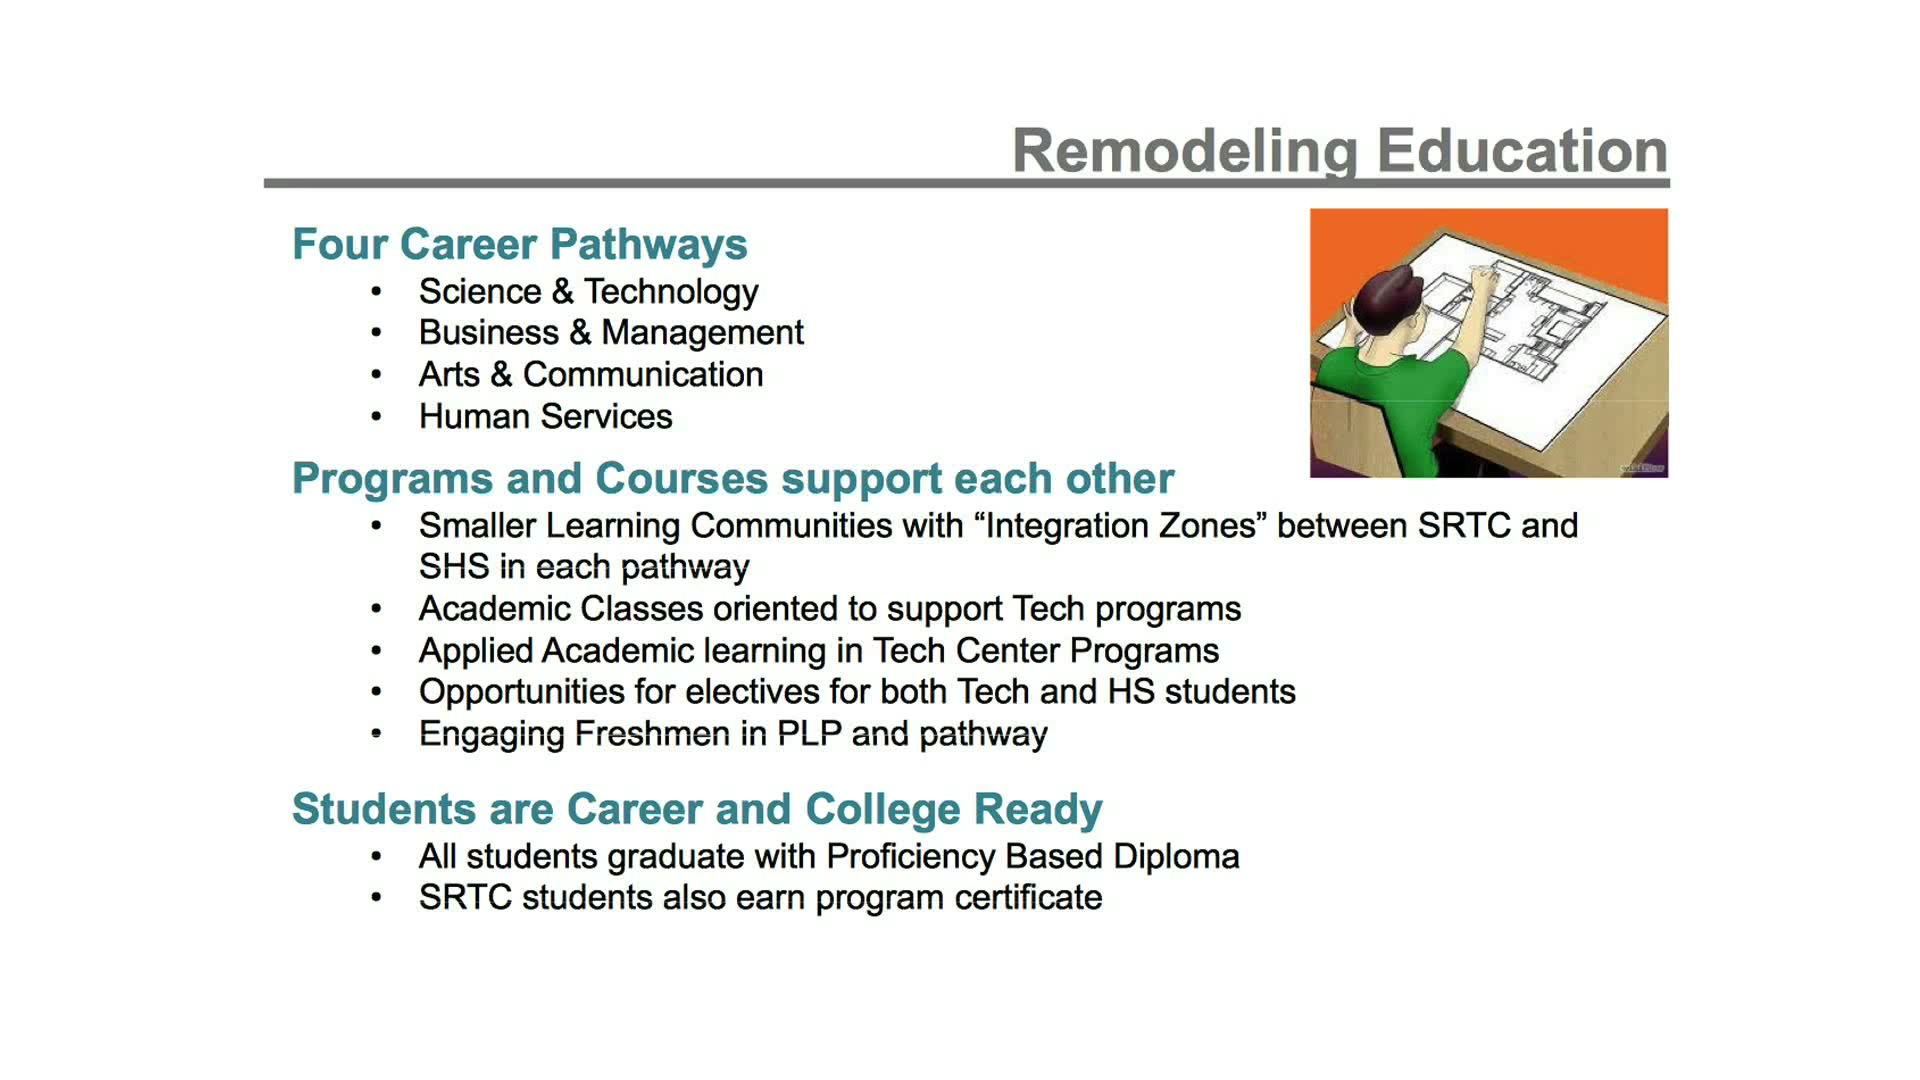 Remodeling Education
Four Career Pathways
• Science & Technology
• Business & Management
• Arts & Communication
• Human Services
Programs and Courses support each other
• Smaller Learning Communities with “Integration Zones” between SRTC and
SHS in each pathway
• Academic Classes oriented to support Tech programs
• Applied Academic learning in Tech Center Programs
• Opportunities for electives for both Tech and HS students
• Engaging Freshmen in PLP and pathway
Students are Career and College Ready
• All students graduate with Proficiency Based Diploma
• SRTC students also earn program certificate